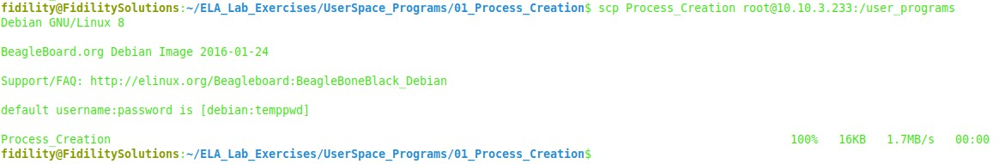 fidility@FidilitySolutions:~/ELA_Lab_Exercises/UserSpace_Programs/01_Process_Creation$ scp Process_Creation root@10.10.3.233:/user_programs
Debian GNU/Linux 8
BeagleBoard.org Debian Image 2016-01-24
Support/FAQ: http://elinux.org/Beagleboard:BeagleBoneBlack_Debian
default username:password is [debian:temppwd]
Process_Creation 100% 16KB 1.7MB/s 00:00
fidility@FidilitySolutions:~/ELA_Lab_Exercises/UserSpace_Programs/01_Process_Creation$